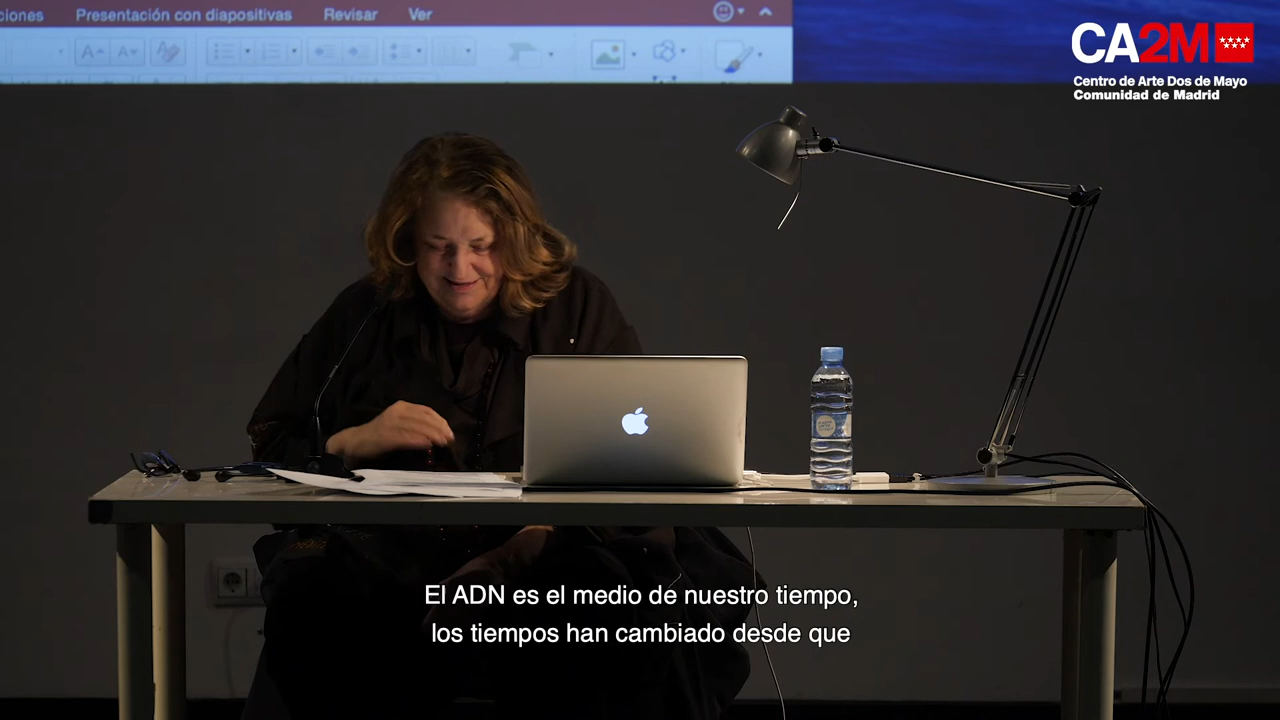 ciones Presentación con diapositivas Revisar Ver
A A A
CA2M
Centro de Arte Dos de Mayo
Comunidad de Madrid
El ADN es el medio de nuestro tiempo,
los tiempos han cambiado desde que